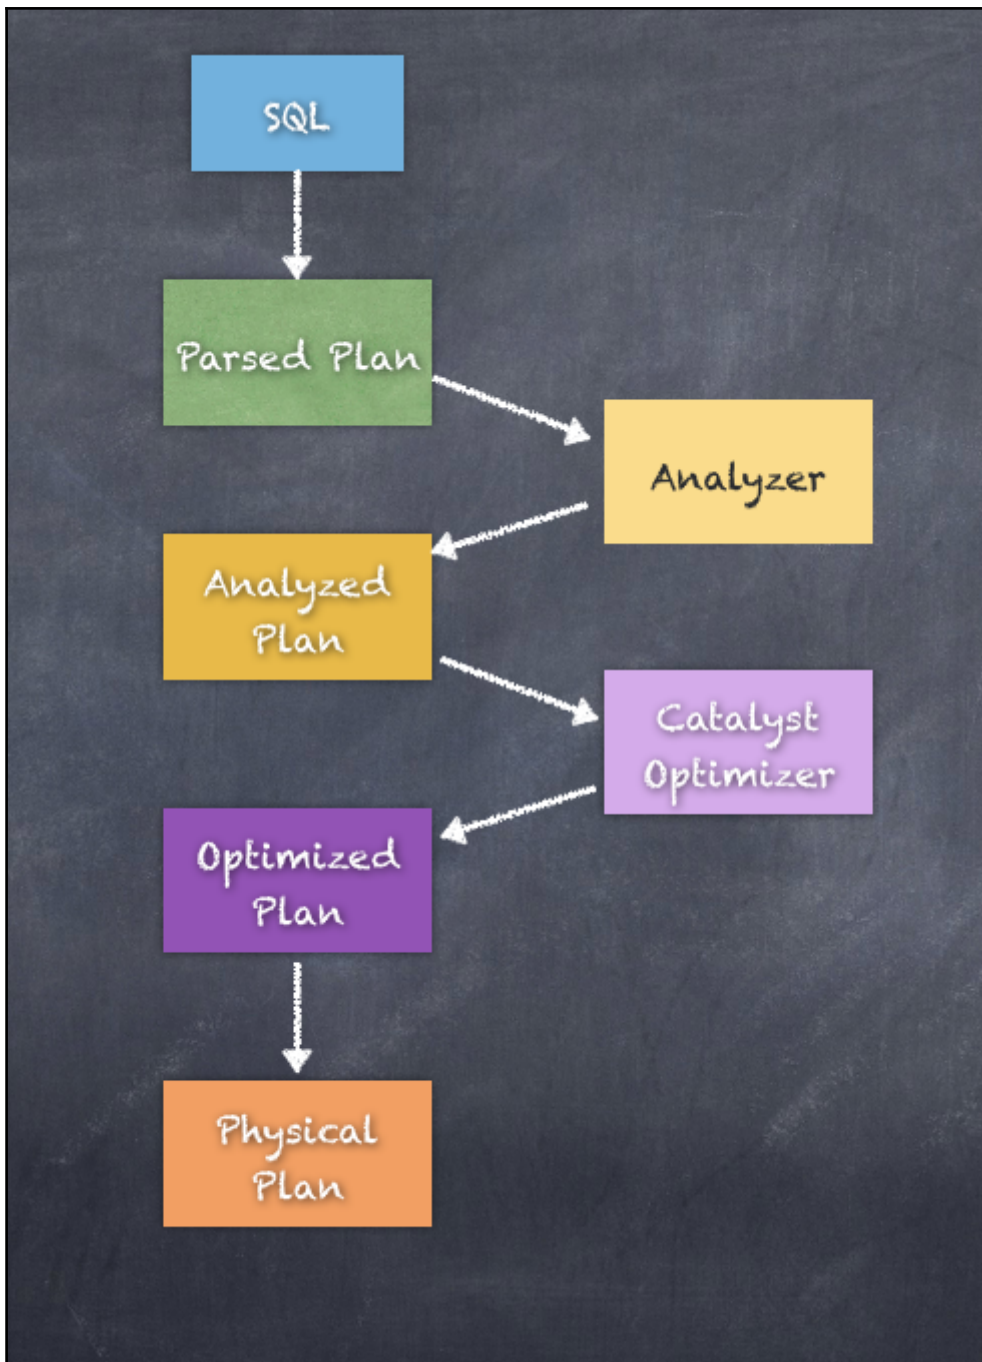 SQL
Parsed Plan
Analyzer
Analyzed
Plan
Catalyst
Optimizer
Optimized
Plan
Physical
Plan